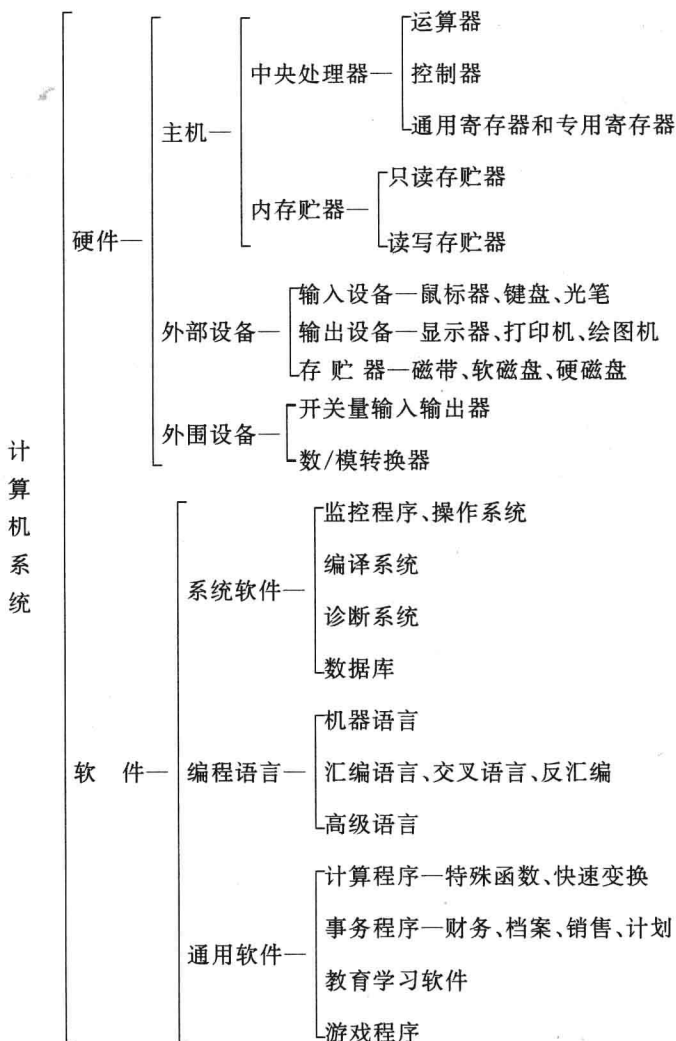 计算机系统
硬件—
主机—
中央处理器—
运算器
控制器
通用寄存器和专用寄存器
内存贮器—
只读存贮器
读写存贮器
外部设备—
输入设备—鼠标器、键盘、光笔
输出设备—显示器、打印机、绘图机
存 贮 器—磁带、软磁盘、硬磁盘
外围设备—
开关量输入输出器
数/模转换器
软 件—
系统软件—
监控程序、操作系统
编译系统
诊断系统
数据库
编程语言—
机器语言
汇编语言、交叉语言、反汇编
高级语言
通用软件—
计算程序—特殊函数、快速变换
事务程序—财务、档案、销售、计划
教育学习软件
游戏程序